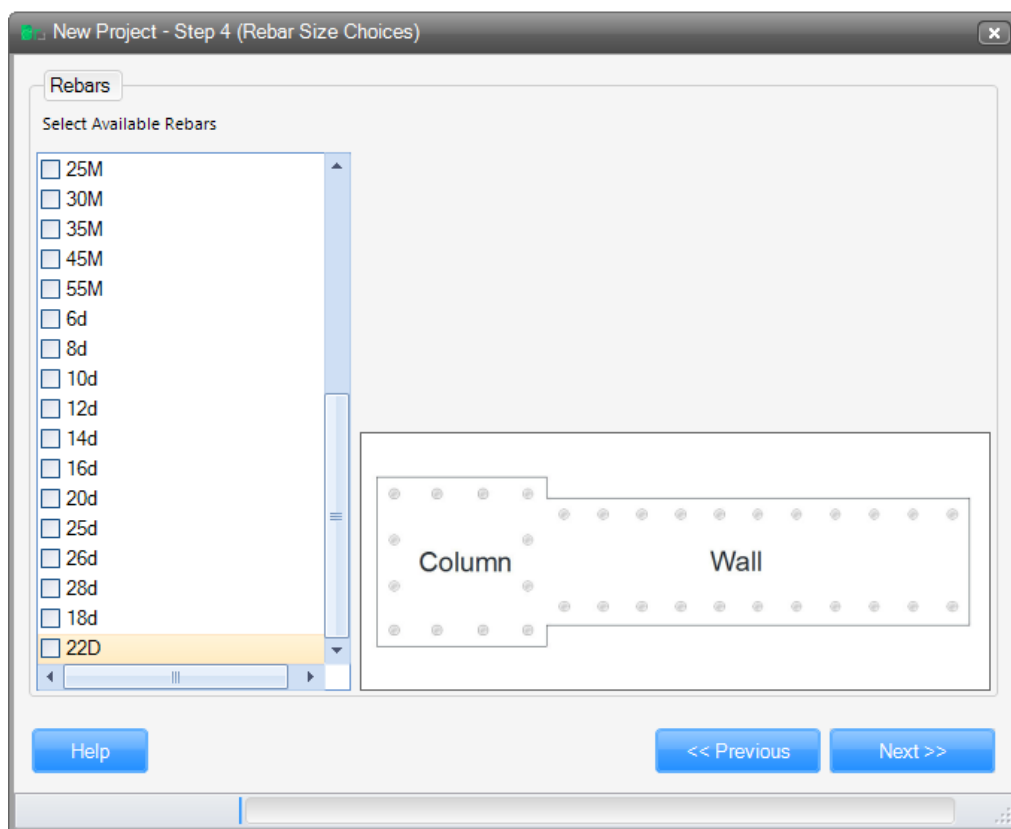 New Project - Step 4 (Rebar Size Choices)
Rebars
Select Available Rebars
25M
30M
35M
45M
55M
6d
8d
10d
12d
14d
16d
20d
25d
26d
28d
18d
22D
Column Wall
Help << Previous Next >>